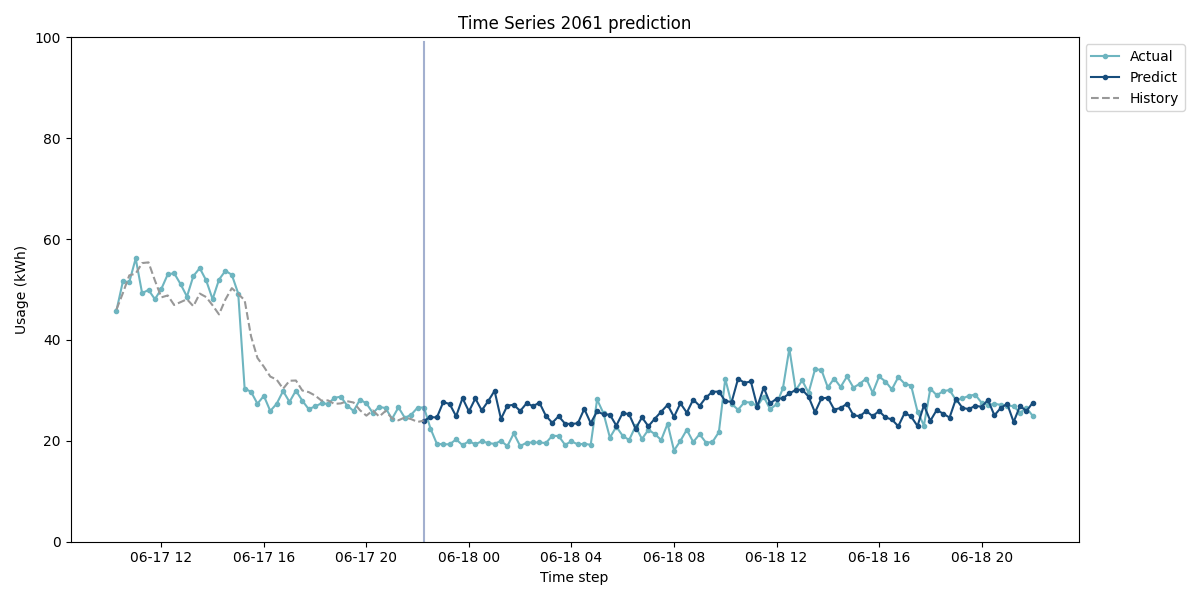 Time Series 2061 prediction
100
80
60
40
20
0
Usage (kWh)
06-17 12
06-17 16
06-17 20
06-18 00
06-18 04
06-18 08
06-18 12
06-18 16
06-18 20
Time step
Actual
Predict
History